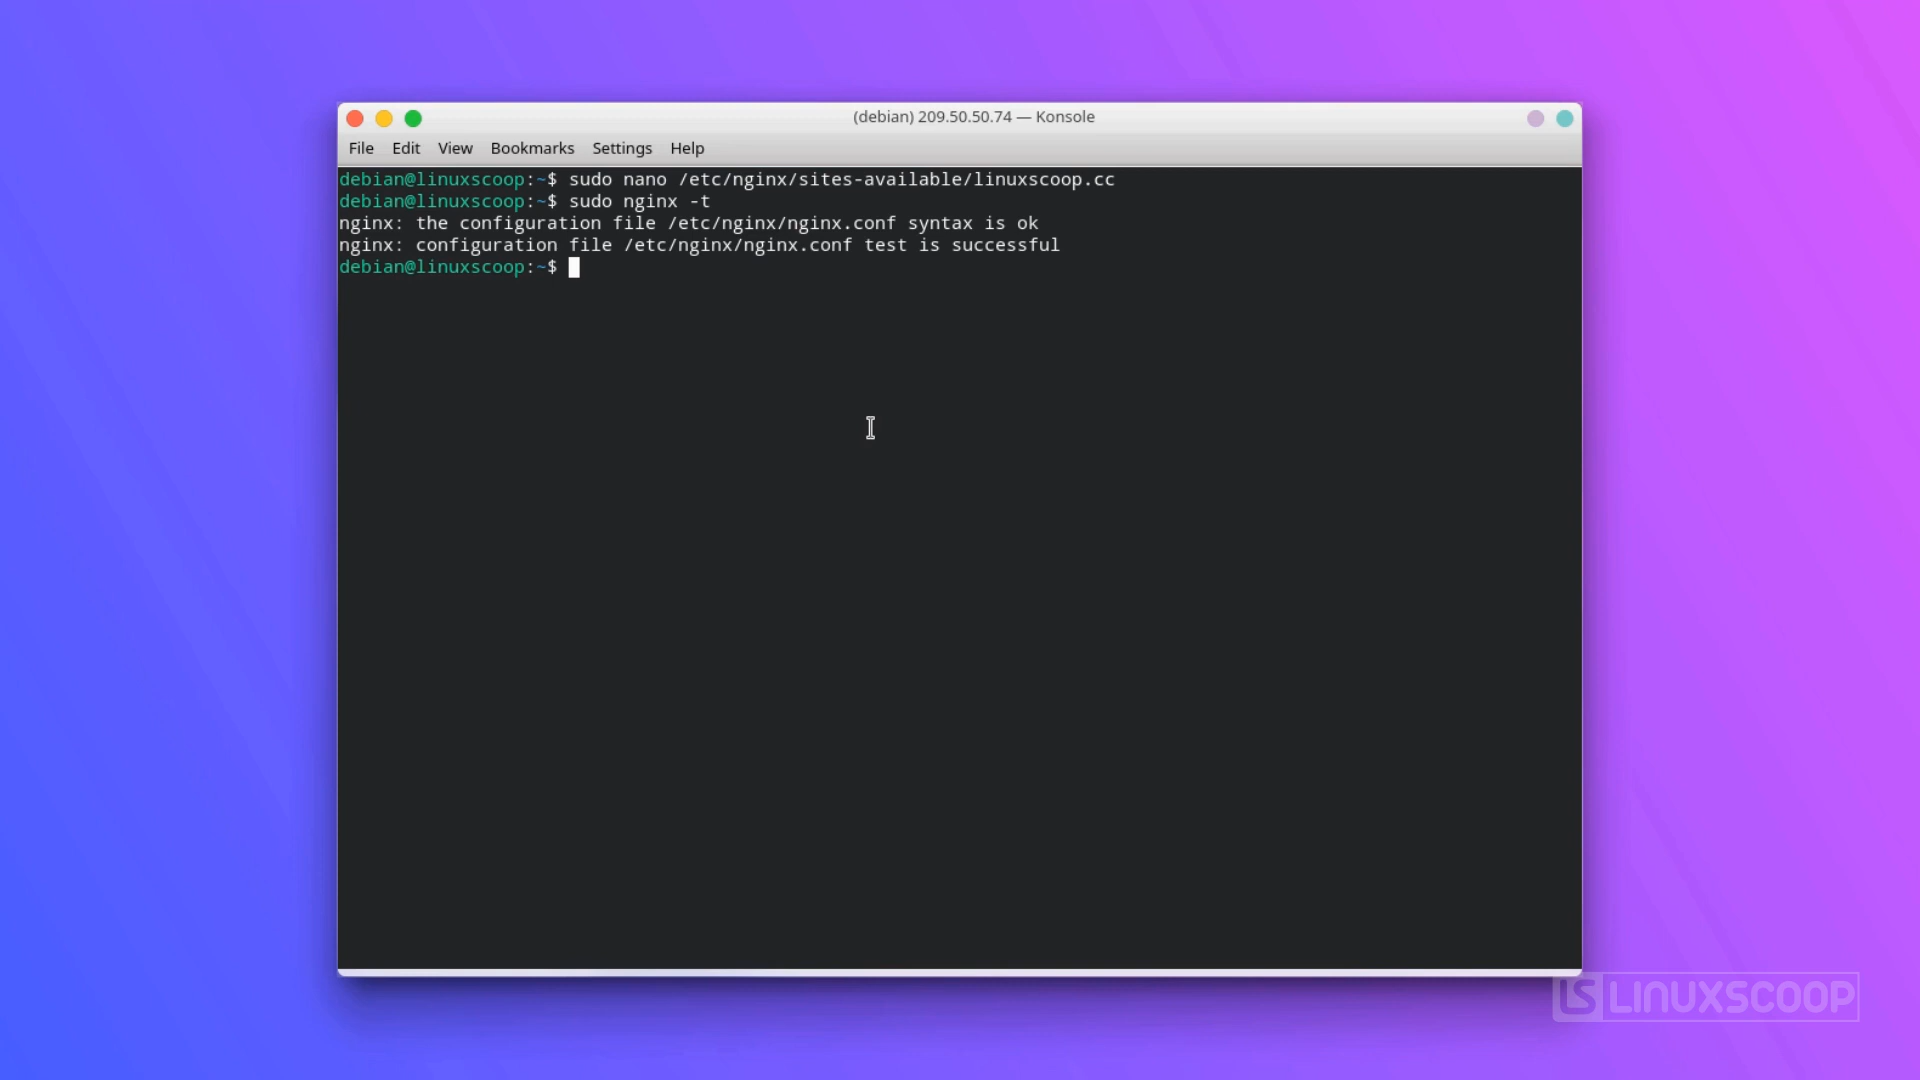 (debian) 209.50.50.74 — Konsole
File Edit View Bookmarks Settings Help
debian@linuxscoop:~$ sudo nano /etc/nginx/sites-available/linuxscoop.cc
debian@linuxscoop:~$ sudo nginx -t
nginx: the configuration file /etc/nginx/nginx.conf syntax is ok
nginx: configuration file /etc/nginx/nginx.conf test is successful
debian@linuxscoop:~$
LS LINUXSCOOP